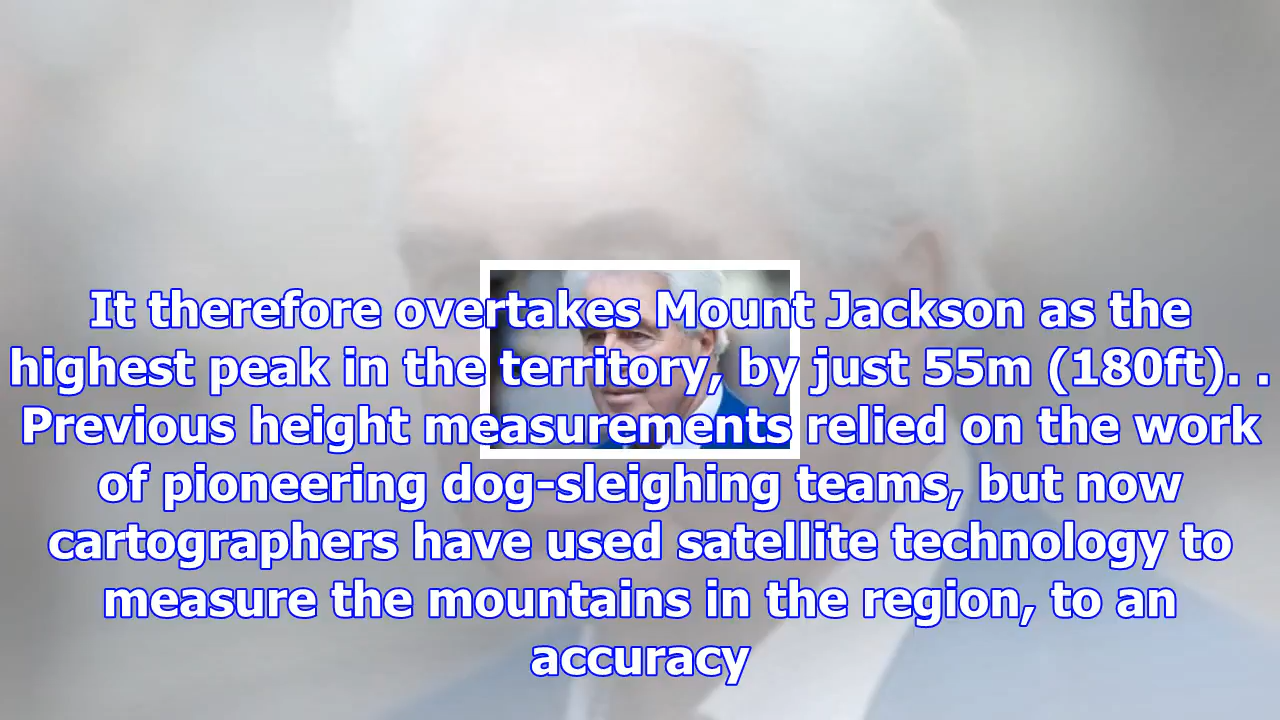 It therefore overtakes Mount Jackson as the
highest peak in the territory, by just 55m (180ft). .
Previous height measurements relied on the work
of pioneering dog-sleighing teams, but now
cartographers have used satellite technology to
measure the mountains in the region, to an
accuracy